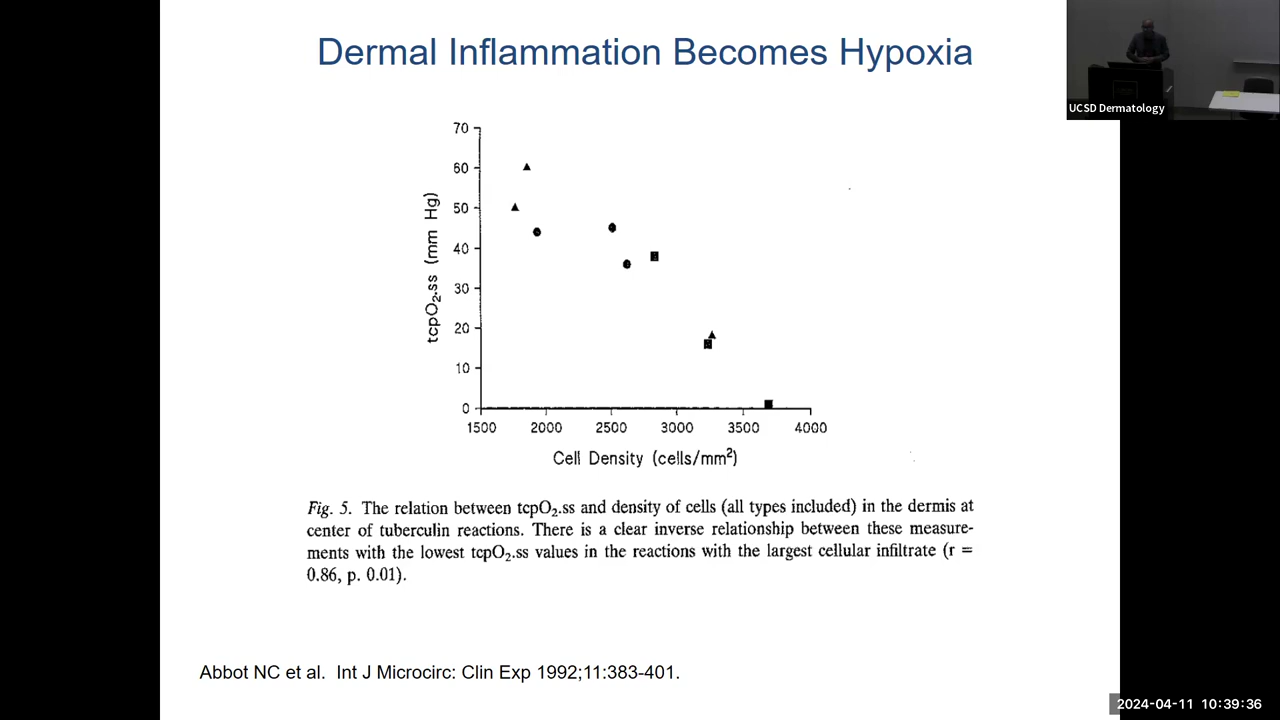 Dermal Inflammation Becomes Hypoxia
UCSD Dermatology
70
60
50
40
30
20
10
0
tcpO₂.ss (mm Hg)
1500 2000 2500 3000 3500 4000
Cell Density (cells/mm²)
Fig. 5. The relation between tcpO₂.ss and density of cells (all types included) in the dermis at
center of tuberculin reactions. There is a clear inverse relationship between these measure-
ments with the lowest tcpO₂.ss values in the reactions with the largest cellular infiltrate (r =
0.86, p. 0.01).
Abbot NC et al. Int J Microcirc: Clin Exp 1992;11:383-401.
2024-04-11 10:39:36